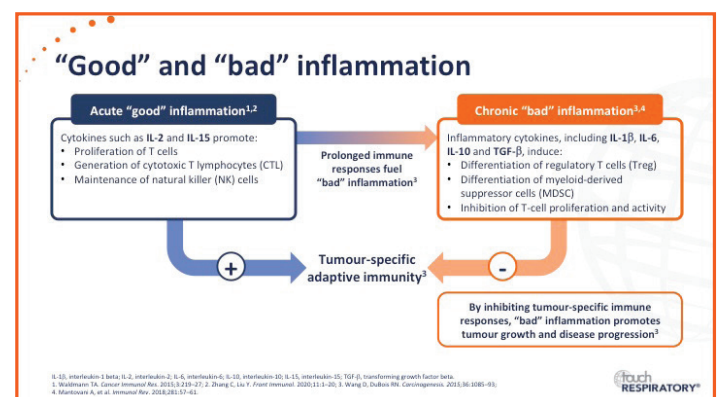 “Good” and “bad” inflammation
Acute “good” inflammation1,2
Cytokines such as IL-2 and IL-15 promote:
• Proliferation of T cells
• Generation of cytotoxic T lymphocytes (CTL)
• Maintenance of natural killer (NK) cells
Prolonged immune
responses fuel
“bad” inflammation3
Chronic “bad” inflammation3,4
Inflammatory cytokines, including IL-1β, IL-6,
IL-10 and TGF-β, induce:
• Differentiation of regulatory T cells (Treg)
• Differentiation of myeloid-derived
suppressor cells (MDSC)
• Inhibition of T-cell proliferation and activity
+
Tumour-specific
adaptive immunity3
-
By inhibiting tumour-specific immune
responses, “bad” inflammation promotes
tumour growth and disease progression3
IL-1β, interleukin-1 beta; IL-2, interleukin-2; IL-6, interleukin-6; IL-10, interleukin-10; IL-15, interleukin-15; TGF-β, transforming growth factor beta.
1. Waldmann TA. Cancer Immunol Res. 2015;3:219–27; 2. Zhang C, Liu Y. Front Immunol. 2020;11:1–20; 3. Wang D, DuBois RN. Carcinogenesis. 2015;36:1085–93;
4. Mantovani A, et al. Immunol Rev. 2018;281:57–61.
touch
RESPIRATORY®